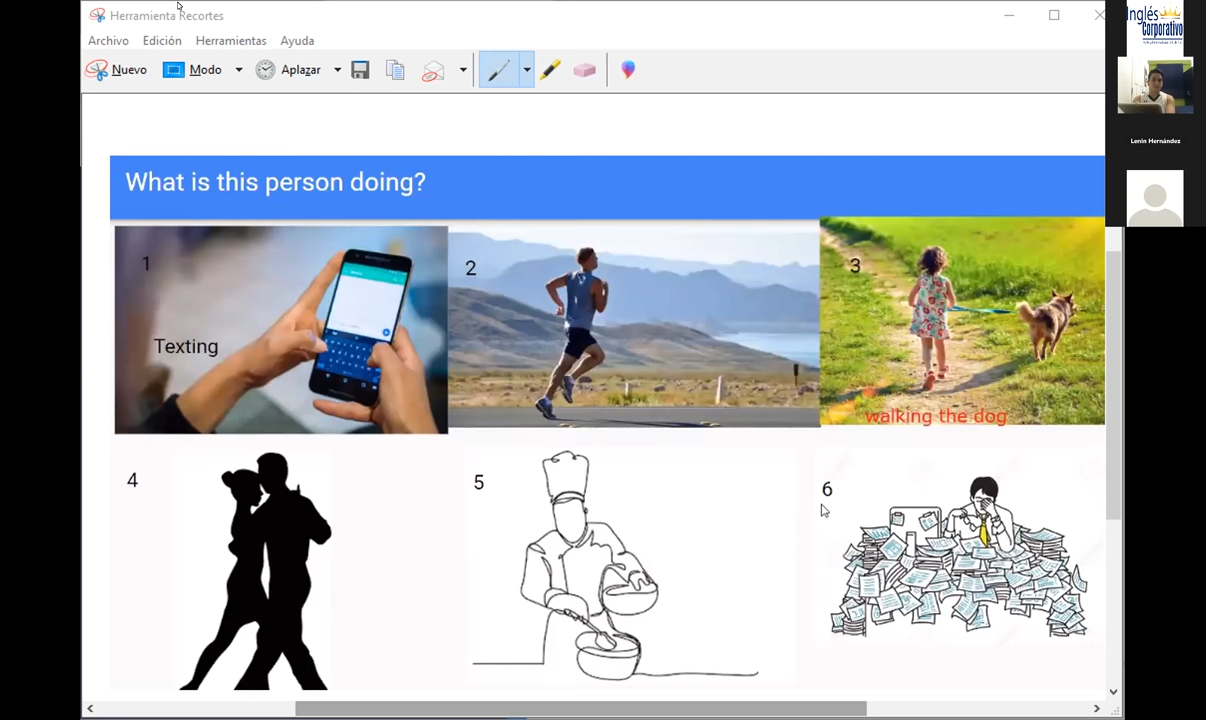 Herramienta Recortes
Archivo Edición Herramientas Ayuda
Nuevo Modo Aplazar
Inglés
Corporativo
Lenin Hernández
What is this person doing?
1
2
3
Texting
walking the dog
4
5
6